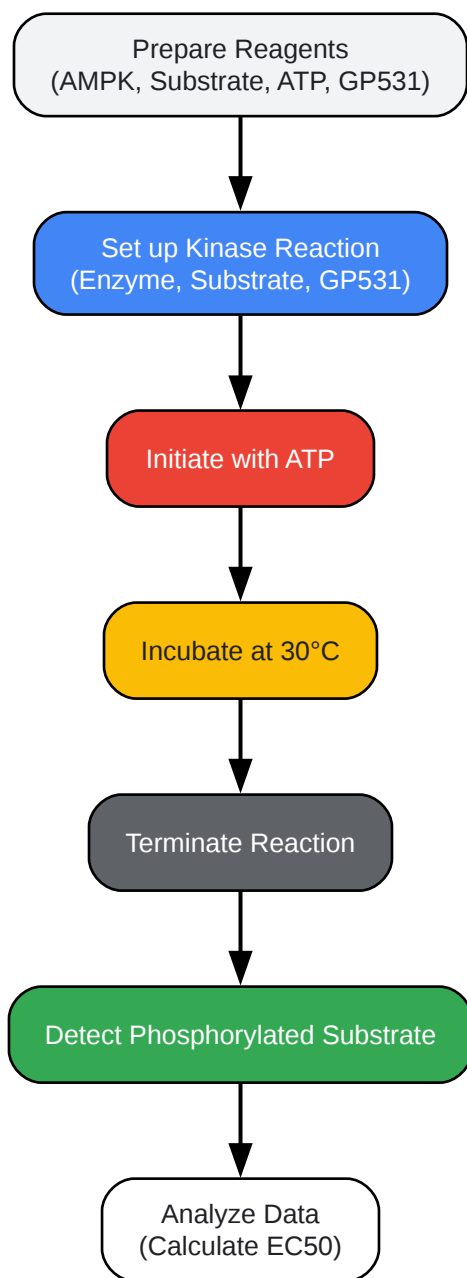 Prepare Reagents
(AMPK, Substrate, ATP, GP531)
Set up Kinase Reaction
(Enzyme, Substrate, GP531)
Initiate with ATP
Incubate at 30°C
Terminate Reaction
Detect Phosphorylated Substrate
Analyze Data
(Calculate EC50)